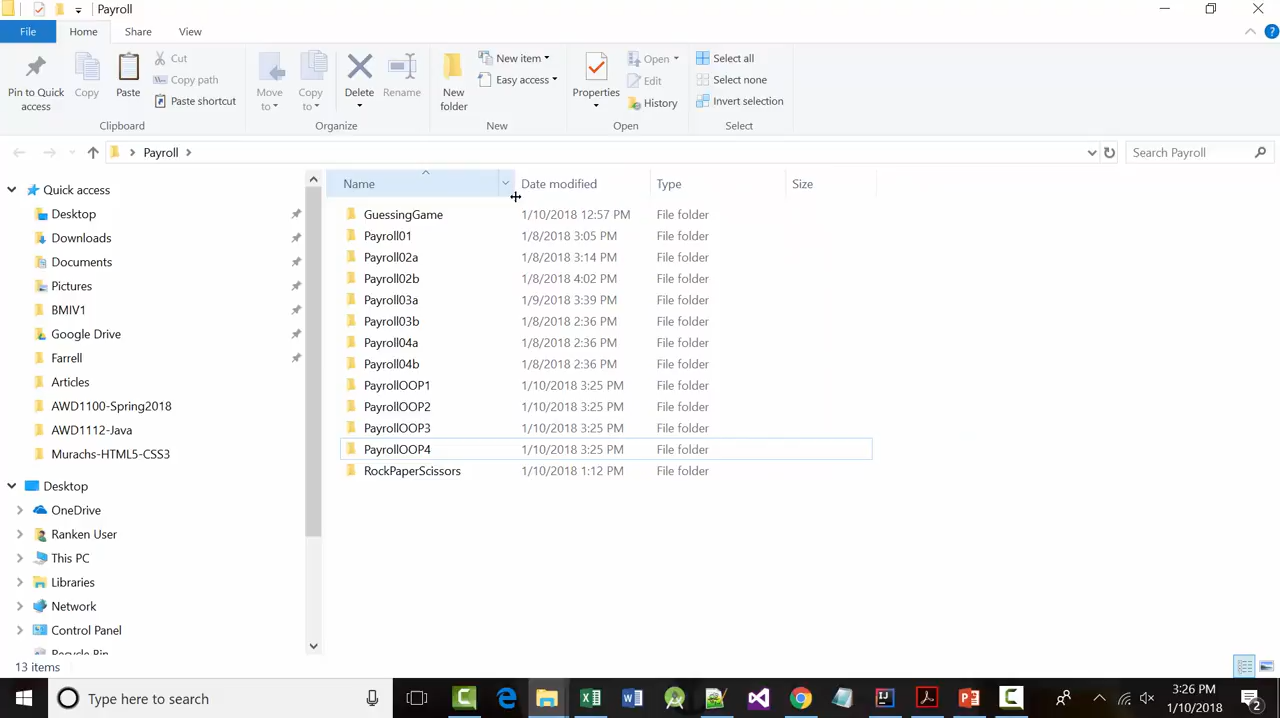 Payroll
File Home Share View
Pin to Quick access
Copy
Paste
Cut
Copy path
Paste shortcut
Clipboard
Move to
Copy to
Delete
Rename
Organize
New folder
New item
Easy access
New
Properties
Open
Edit
History
Open
Select all
Select none
Invert selection
Select
Payroll
Search Payroll
Quick access
Desktop
Downloads
Documents
Pictures
BMIV1
Google Drive
Farrell
Articles
AWD1100-Spring2018
AWD1112-Java
Murachs-HTML5-CSS3
Desktop
OneDrive
Ranken User
This PC
Libraries
Network
Control Panel
Recycle Bin
Name Date modified Type Size
GuessingGame 1/10/2018 12:57 PM File folder
Payroll01 1/8/2018 3:05 PM File folder
Payroll02a 1/8/2018 3:14 PM File folder
Payroll02b 1/8/2018 4:02 PM File folder
Payroll03a 1/9/2018 3:39 PM File folder
Payroll03b 1/8/2018 2:36 PM File folder
Payroll04a 1/8/2018 2:36 PM File folder
Payroll04b 1/8/2018 2:36 PM File folder
PayrollOOP1 1/10/2018 3:25 PM File folder
PayrollOOP2 1/10/2018 3:25 PM File folder
PayrollOOP3 1/10/2018 3:25 PM File folder
PayrollOOP4 1/10/2018 3:25 PM File folder
RockPaperScissors 1/10/2018 1:12 PM File folder
13 items
Type here to search
3:26 PM
1/10/2018
2